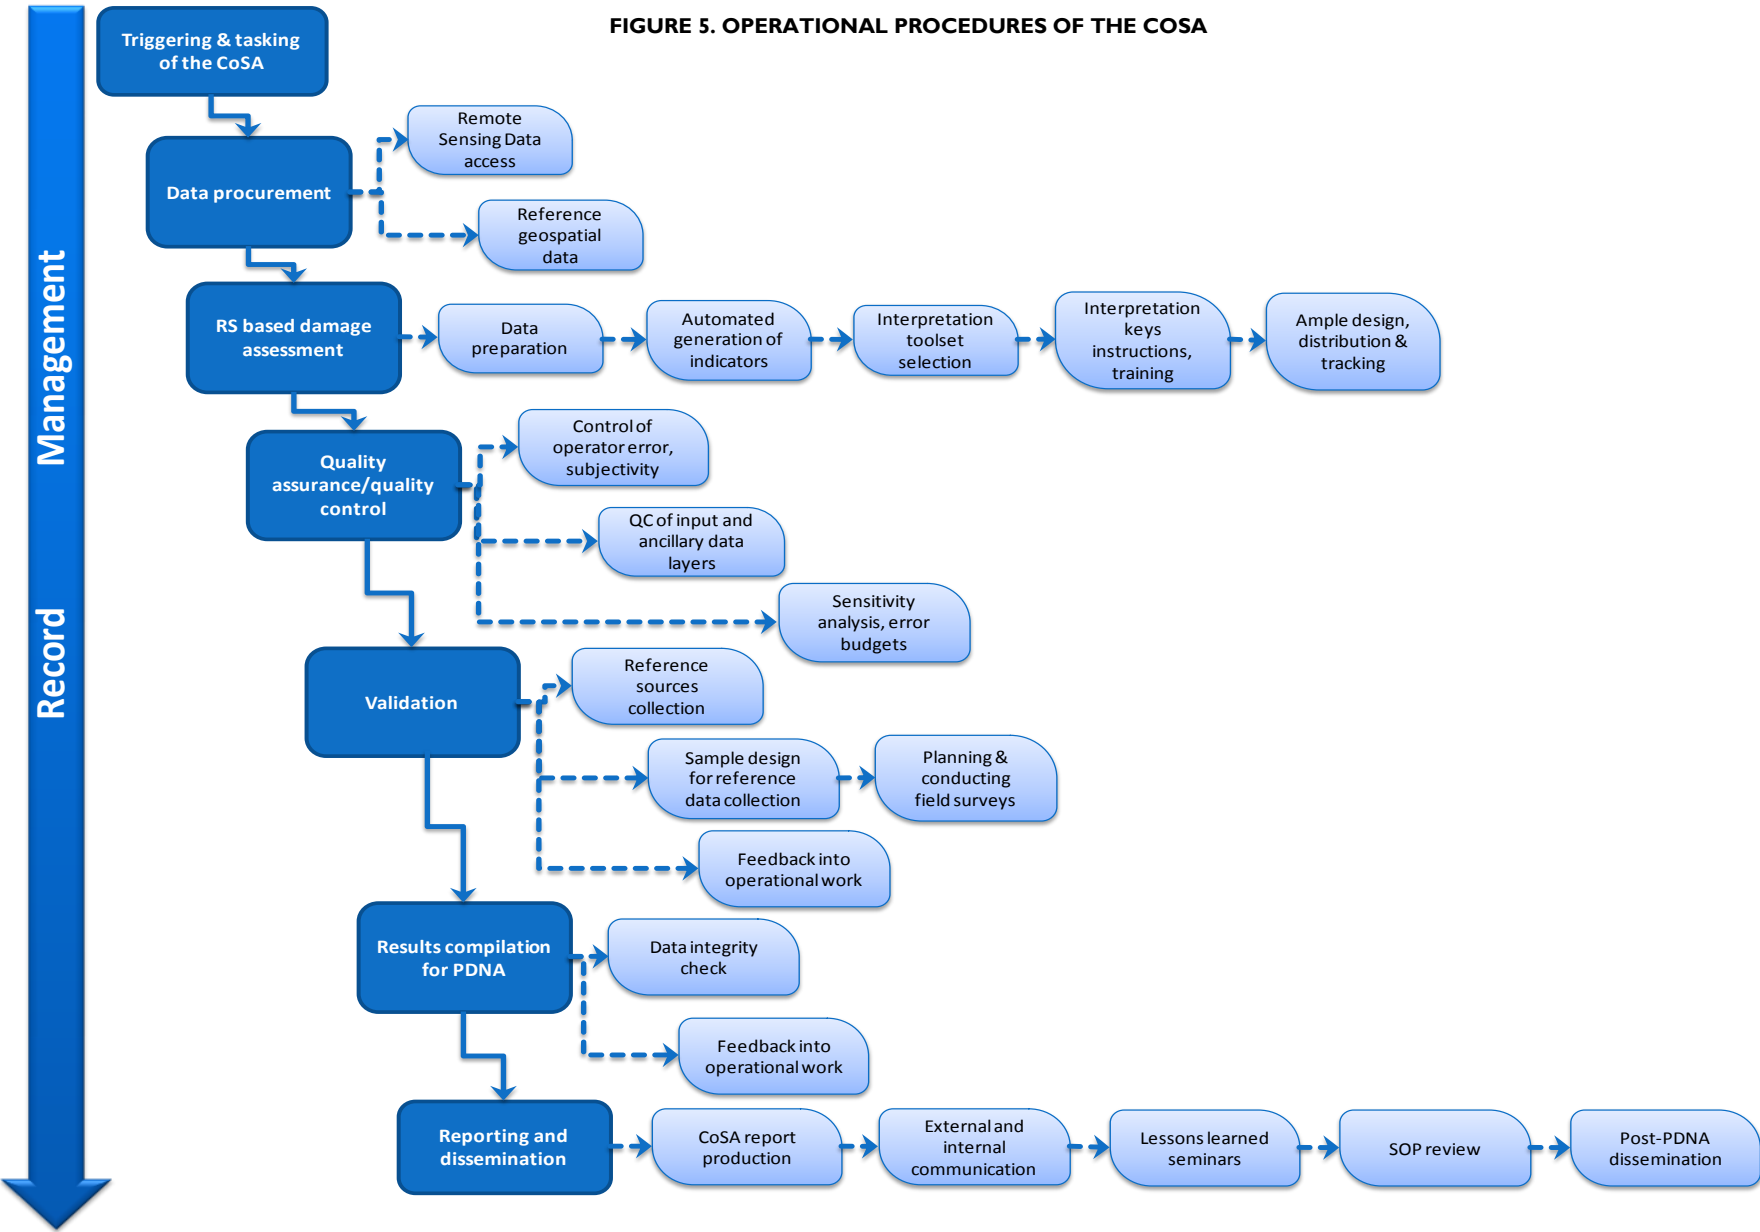 FIGURE 5. OPERATIONAL PROCEDURES OF THE COSA
Record Management
Triggering & tasking
of the CoSA
Data procurement
Remote
Sensing Data
access
Reference
geospatial
data
RS based damage
assessment
Data
preparation
Automated
generation of
indicators
Interpretation
toolset
selection
Interpretation
keys
instructions,
training
Ample design,
distribution &
tracking
Quality
assurance/quality
control
Control of
operator error,
subjectivity
QC of input and
ancillary data
layers
Sensitivity
analysis, error
budgets
Validation
Reference
sources
collection
Sample design
for reference
data collection
Planning &
conducting
field surveys
Feedback into
operational work
Results compilation
for PDNA
Data integrity
check
Feedback into
operational work
Reporting and
dissemination
CoSA report
production
External and
internal
communication
Lessons learned
seminars
SOP review
Post-PDNA
dissemination